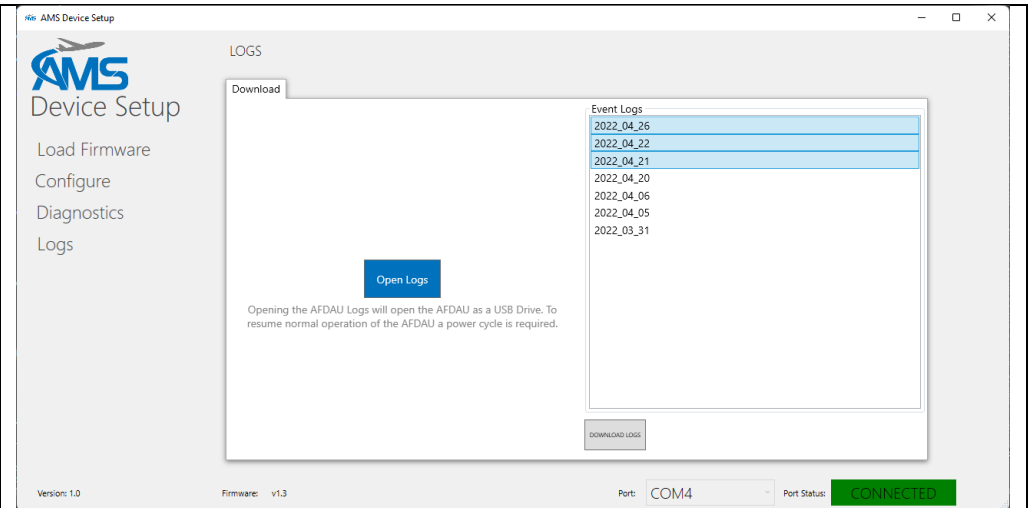 AMS AMS Device Setup
AMS
Device Setup
Load Firmware
Configure
Diagnostics
Logs
LOGS
Download
Open Logs
Opening the AFDAU Logs will open the AFDAU as a USB Drive. To
resume normal operation of the AFDAU a power cycle is required.
Event Logs
2022_04_26
2022_04_22
2022_04_21
2022_04_20
2022_04_06
2022_04_05
2022_03_31
DOWNLOAD LOGS
Version: 1.0
Firmware: v1.3
Port: COM4
Port Status: CONNECTED